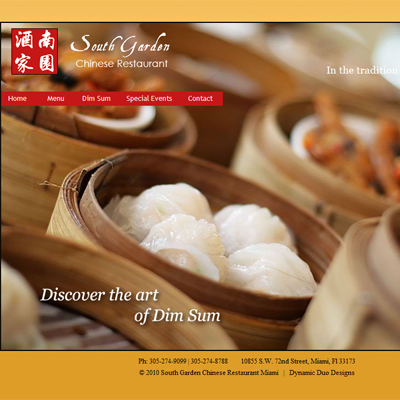 酒南
家園
South Garden
Chinese Restaurant
In the tradition
Home Menu Dim Sum Special Events Contact
Discover the art
of Dim Sum
Ph: 305-274-9099 | 305-274-8788 10855 S.W. 72nd Street, Miami, Fl 33173
© 2010 South Garden Chinese Restaurant Miami | Dynamic Duo Designs